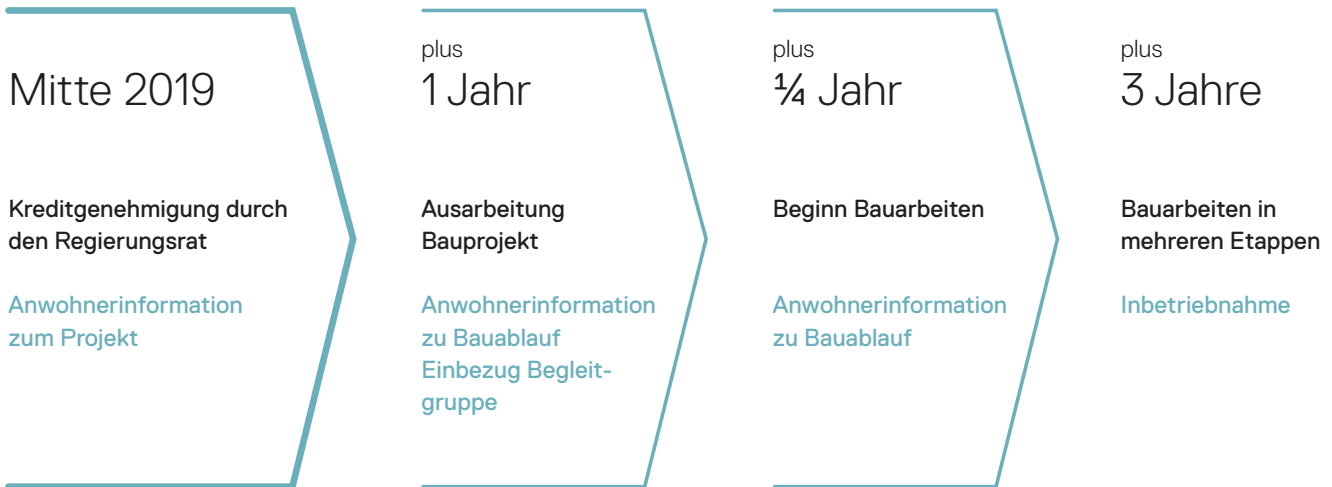 Mitte 2019
Kreditgenehmigung durch
den Regierungsrat
Anwohnerinformation
zum Projekt
plus
1 Jahr
Ausarbeitung
Bauprojekt
Anwohnerinformation
zu Bauablauf
Einbezug Begleit-
gruppe
plus
¼ Jahr
Beginn Bauarbeiten
Anwohnerinformation
zu Bauablauf
plus
3 Jahre
Bauarbeiten in
mehreren Etappen
Inbetriebnahme